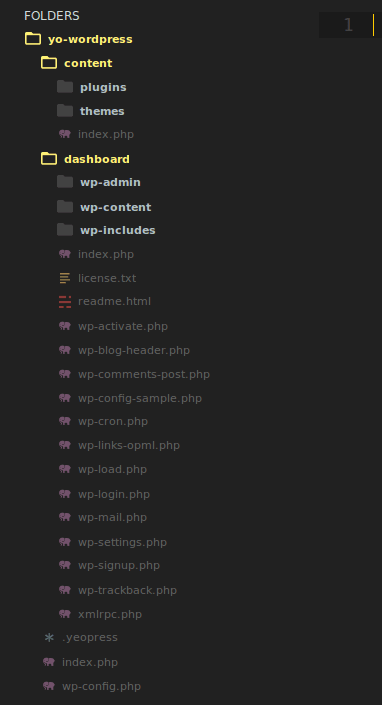 FOLDERS
1
yo-wordpress
content
plugins
themes
index.php
dashboard
wp-admin
wp-content
wp-includes
index.php
license.txt
readme.html
wp-activate.php
wp-blog-header.php
wp-comments-post.php
wp-config-sample.php
wp-cron.php
wp-links-opml.php
wp-load.php
wp-login.php
wp-mail.php
wp-settings.php
wp-signup.php
wp-trackback.php
xmlrpc.php
.yeopress
index.php
wp-config.php